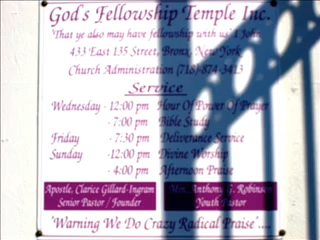 God's Fellowship Temple Inc.
"That ye also may have fellowship with us" I John
433 East 135 Street, Bronx, New York
Church Administration (718)-874-3413
Service
Wednesday - 12:00 pm Hour Of Power Of Prayer
- 7:00 pm Bible Study
Friday - 7:30 pm Deliverance Service
Sunday -12:00 pm Divine Worship
- 4:00 pm Afternoon Praise
Apostle. Clarice Gillard-Ingram
Senior Pastor / Founder
Min. Anthony G. Robinson
Youth Pastor
"Warning We Do Crazy Radical Praise"....